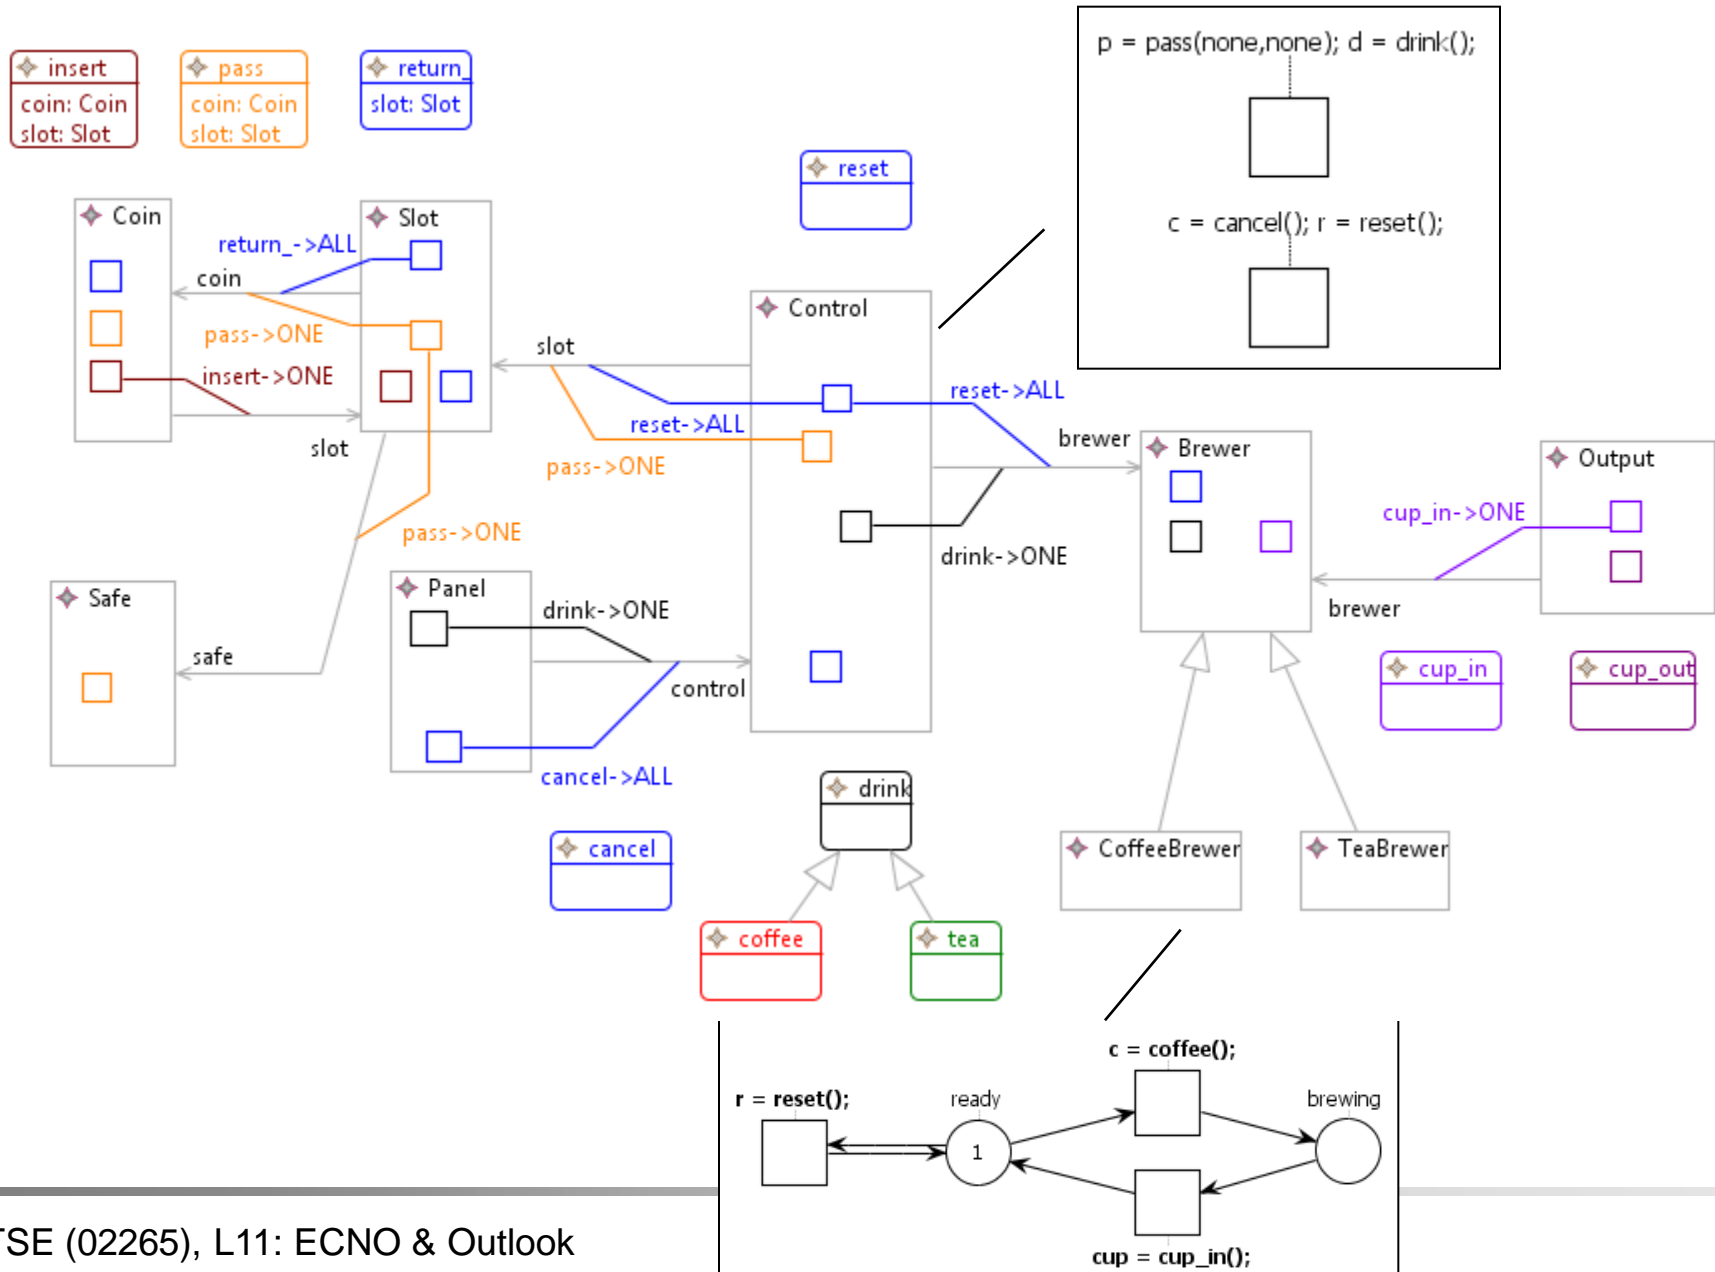 p = pass(none,none); d = drink();
insert
pass
return_
coin: Coin
slot: Slot
coin: Coin
slot: Slot
slot: Slot
reset
c = cancel(); r = reset();
Coin
Slot
return_->ALL
coin
pass->ONE
insert->ONE
slot
Control
slot
reset->ALL
reset->ALL
pass->ONE
brewer
Brewer
Output
cup_in->ONE
pass->ONE
drink->ONE
brewer
Safe
safe
Panel
drink->ONE
control
cancel->ALL
cup_in
cup_out
drink
cancel
CoffeeBrewer
TeaBrewer
coffee
tea
c = coffee();
r = reset();
ready
brewing
1
cup = cup_in();
TSE (02265), L11: ECNO & Outlook